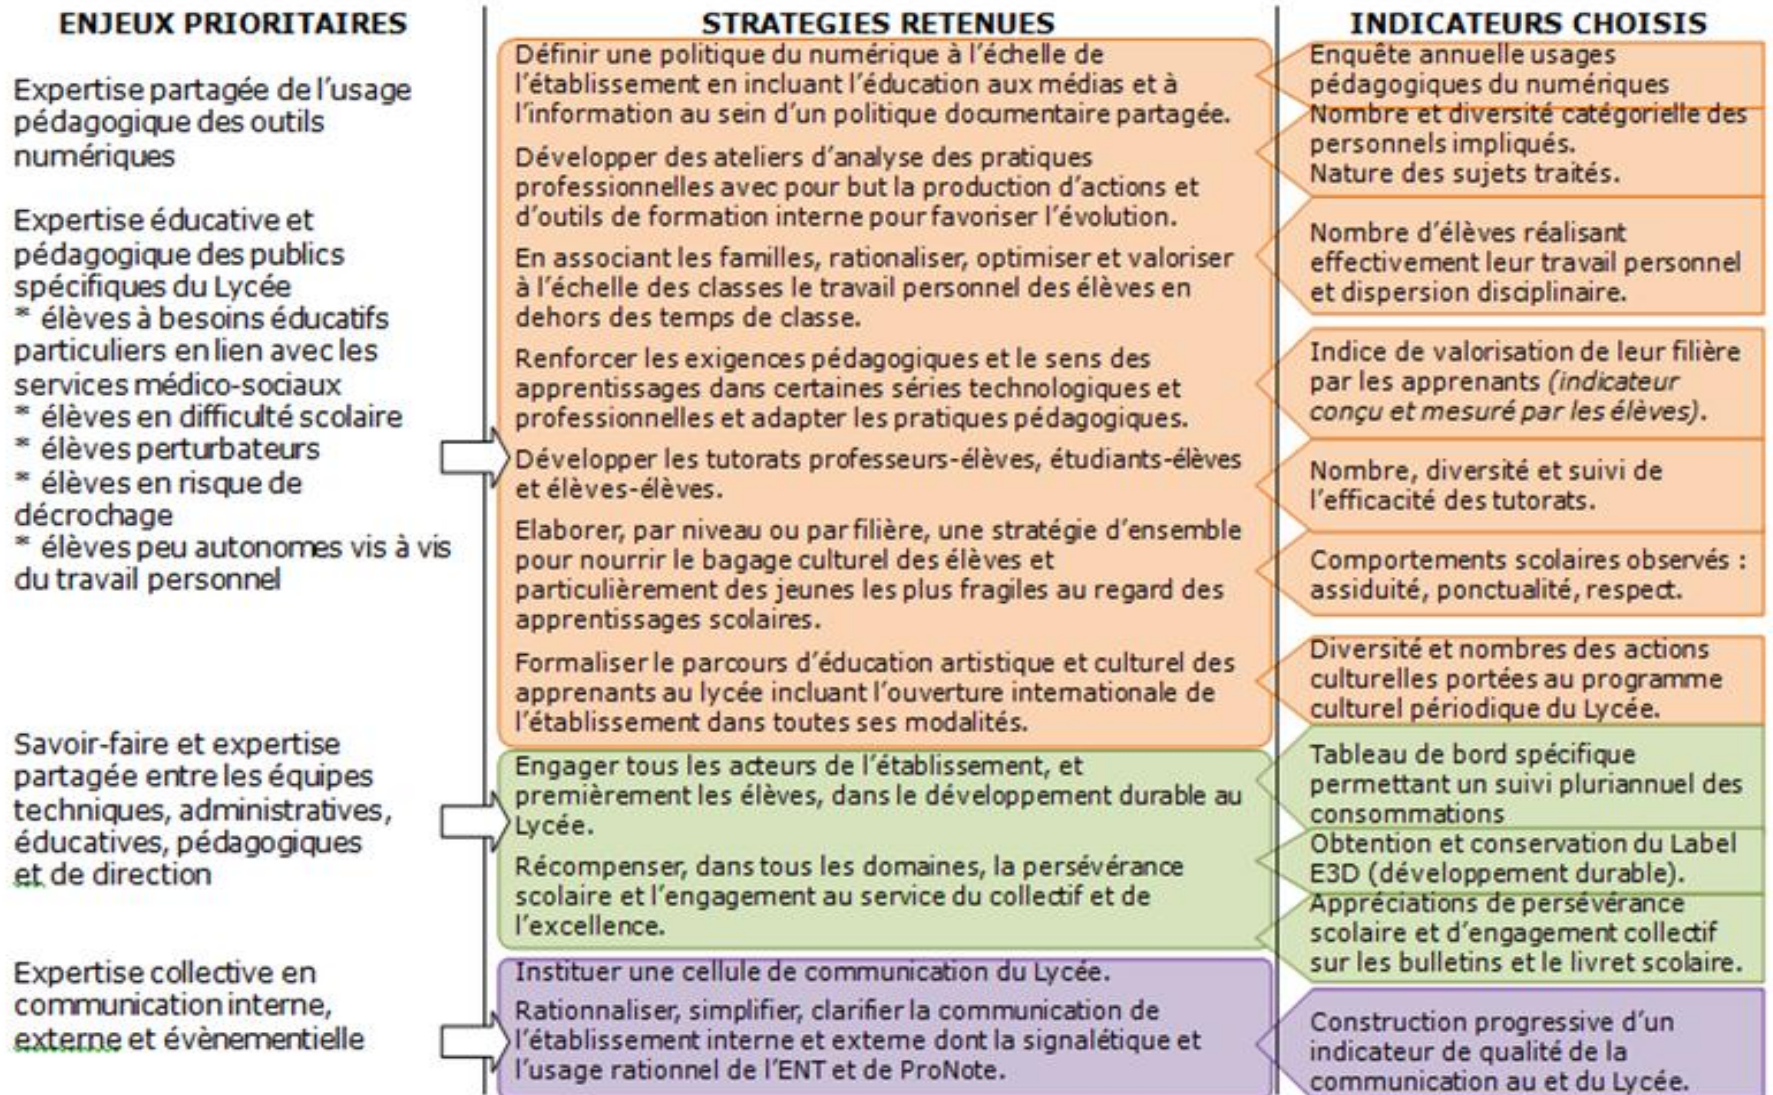 ENJEUX PRIORITAIRES
Expertise partagée de l'usage
pédagogique des outils
numériques
Expertise éducative et
pédagogique des publics
spécifiques du Lycée
* élèves à besoins éducatifs
particuliers en lien avec les
services médico-sociaux
* élèves en difficulté scolaire
* élèves perturbateurs
* élèves en risque de
décrochage
* élèves peu autonomes vis à vis
du travail personnel
Savoir-faire et expertise
partagée entre les équipes
techniques, administratives,
éducatives, pédagogiques
et de direction
Expertise collective en
communication interne,
externe et évènementielle
STRATEGIES RETENUES
Définir une politique du numérique à l'échelle de
l'établissement en incluant l'éducation aux médias et à
l'information au sein d'un politique documentaire partagée.
Développer des ateliers d'analyse des pratiques
professionnelles avec pour but la production d'actions et
d'outils de formation interne pour favoriser l'évolution.
En associant les familles, rationaliser, optimiser et valoriser
à l'échelle des classes le travail personnel des élèves en
dehors des temps de classe.
Renforcer les exigences pédagogiques et le sens des
apprentissages dans certaines séries technologiques et
professionnelles et adapter les pratiques pédagogiques.
Développer les tutorats professeurs-élèves, étudiants-élèves
et élèves-élèves.
Elaborer, par niveau ou par filière, une stratégie d'ensemble
pour nourrir le bagage culturel des élèves et
particulièrement des jeunes les plus fragiles au regard des
apprentissages scolaires.
Formaliser le parcours d'éducation artistique et culturel des
apprenants au lycée incluant l'ouverture internationale de
l'établissement dans toutes ses modalités.
Engager tous les acteurs de l'établissement, et
premièrement les élèves, dans le développement durable au
Lycée.
Récompenser, dans tous les domaines, la persévérance
scolaire et l'engagement au service du collectif et de
l'excellence.
Instituer une cellule de communication du Lycée.
Rationnaliser, simplifier, clarifier la communication de
l'établissement interne et externe dont la signalétique et
l'usage rationnel de l'ENT et de ProNote.
INDICATEURS CHOISIS
Enquête annuelle usages
pédagogiques du numériques
Nombre et diversité catégorielle des
personnels impliqués.
Nature des sujets traités.
Nombre d'élèves réalisant
effectivement leur travail personnel
et dispersion disciplinaire.
Indice de valorisation de leur filière
par les apprenants (indicateur
conçu et mesuré par les élèves).
Nombre, diversité et suivi de
l'efficacité des tutorats.
Comportements scolaires observés :
assiduité, ponctualité, respect.
Diversité et nombres des actions
culturelles portées au programme
culturel périodique du Lycée.
Tableau de bord spécifique
permettant un suivi pluriannuel des
consommations
Obtention et conservation du Label
E3D (développement durable).
Appréciations de persévérance
scolaire et d'engagement collectif
sur les bulletins et le livret scolaire.
Construction progressive d'un
indicateur de qualité de la
communication au et du Lycée.